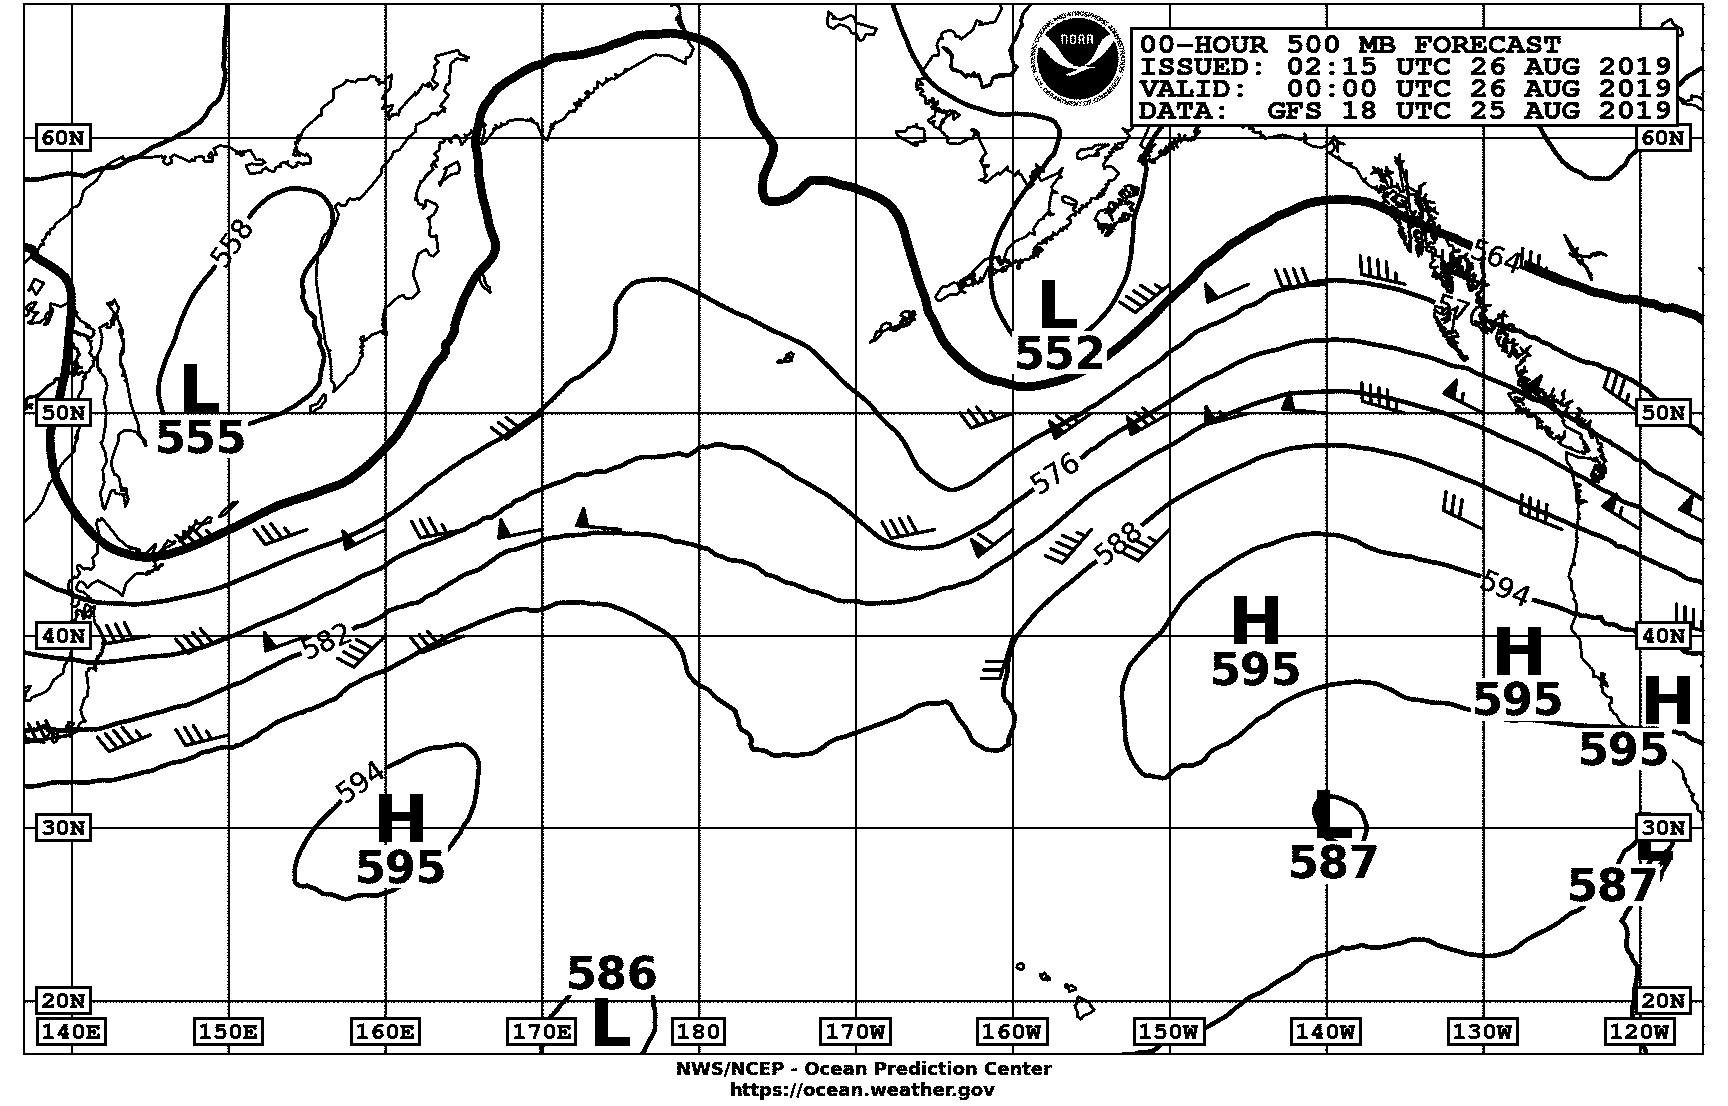 NOAA
00-HOUR 500 MB FORECAST
ISSUED: 02:15 UTC 26 AUG 2019
VALID: 00:00 UTC 26 AUG 2019
DATA: GFS 18 UTC 25 AUG 2019
60N
60N
558
564
570
L
552
L
555
50N
50N
576
588
594
582
40N
40N
H
595
H
595
H
595
594
H
595
L
587
30N
30N
L
587
586
L
20N
20N
140E
150E
160E
170E
180
170W
160W
150W
140W
130W
120W
NWS/NCEP - Ocean Prediction Center
https://ocean.weather.gov